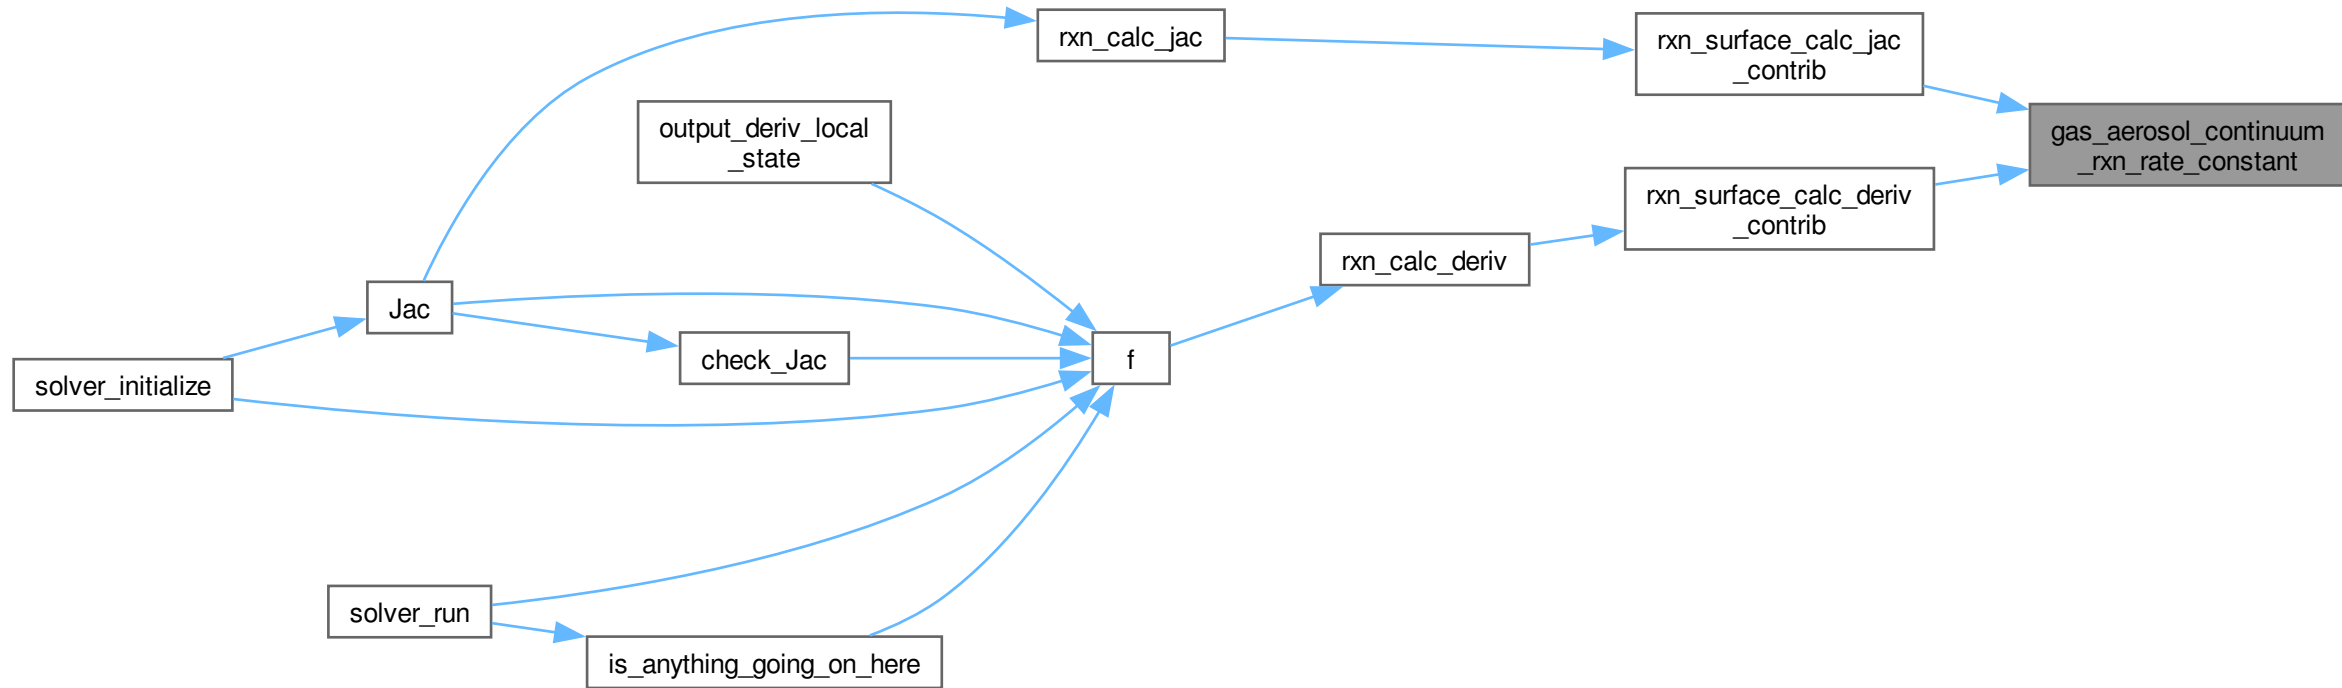 rxn_calc_jac
rxn_surface_calc_jac
_contrib
output_deriv_local
_state
gas_aerosol_continuum
_rxn_rate_constant
rxn_surface_calc_deriv
_contrib
rxn_calc_deriv
Jac
check_Jac
f
solver_initialize
solver_run
is_anything_going_on_here